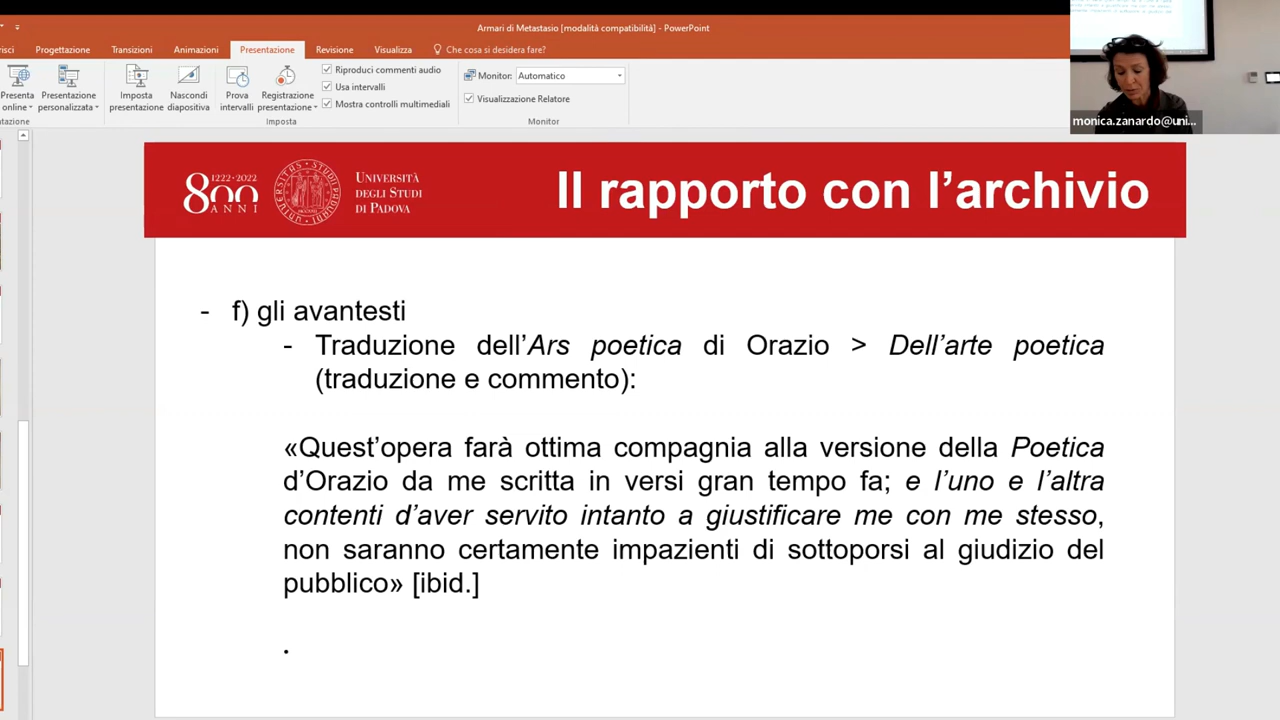 Armari di Metastasio [modalità compatibilità] - PowerPoint
risci Progettazione Transizioni Animazioni Presentazione Revisione Visualizza Che cosa si desidera fare?
Presenta online
Presentazione personalizzata
Imposta presentazione
Nascondi diapositiva
Prova intervalli
Registrazione presentazione
Riproduci commenti audio
Usa intervalli
Mostra controlli multimediali
Monitor: Automatico
Visualizzazione Relatore
tazione
Imposta
Monitor
monica.zanardo@uni...
1222·2022
800
ANNI
UNIVERSITÀ
DEGLI STUDI
DI PADOVA
Il rapporto con l’archivio
- f) gli avantesti
- Traduzione dell’Ars poetica di Orazio > Dell’arte poetica
(traduzione e commento):
«Quest’opera farà ottima compagnia alla versione della Poetica
d’Orazio da me scritta in versi gran tempo fa; e l’uno e l’altra
contenti d’aver servito intanto a giustificare me con me stesso,
non saranno certamente impazienti di sottoporsi al giudizio del
pubblico» [ibid.]
.